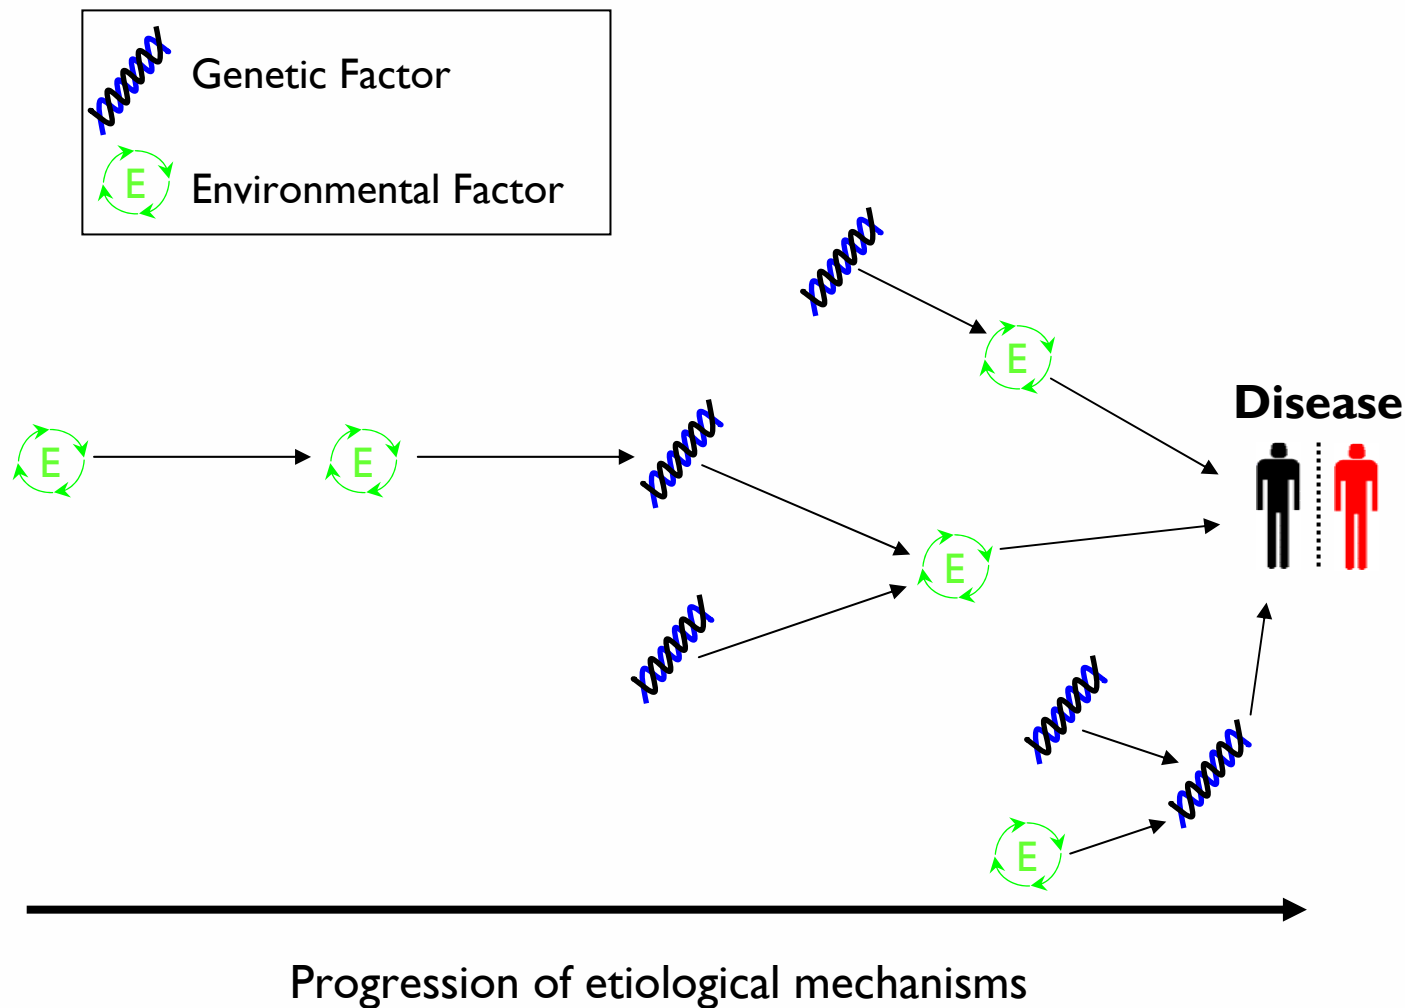 Genetic Factor
E
Environmental Factor
E
Disease
E
E
E
E
Progression of etiological mechanisms